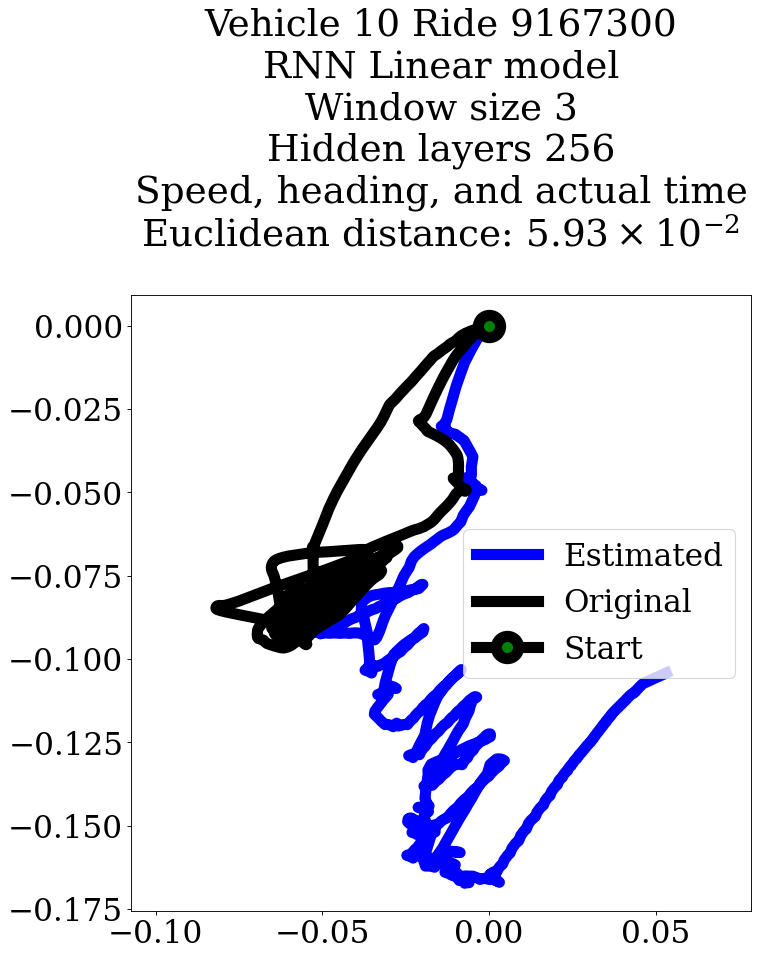 Vehicle 10 Ride 9167300
RNN Linear model
Window size 3
Hidden layers 256
Speed, heading, and actual time
Euclidean distance: 5.93 × 10⁻²
0.000
−0.025
−0.050
−0.075
−0.100
−0.125
−0.150
−0.175
Estimated
Original
Start
−0.10
−0.05
0.00
0.05